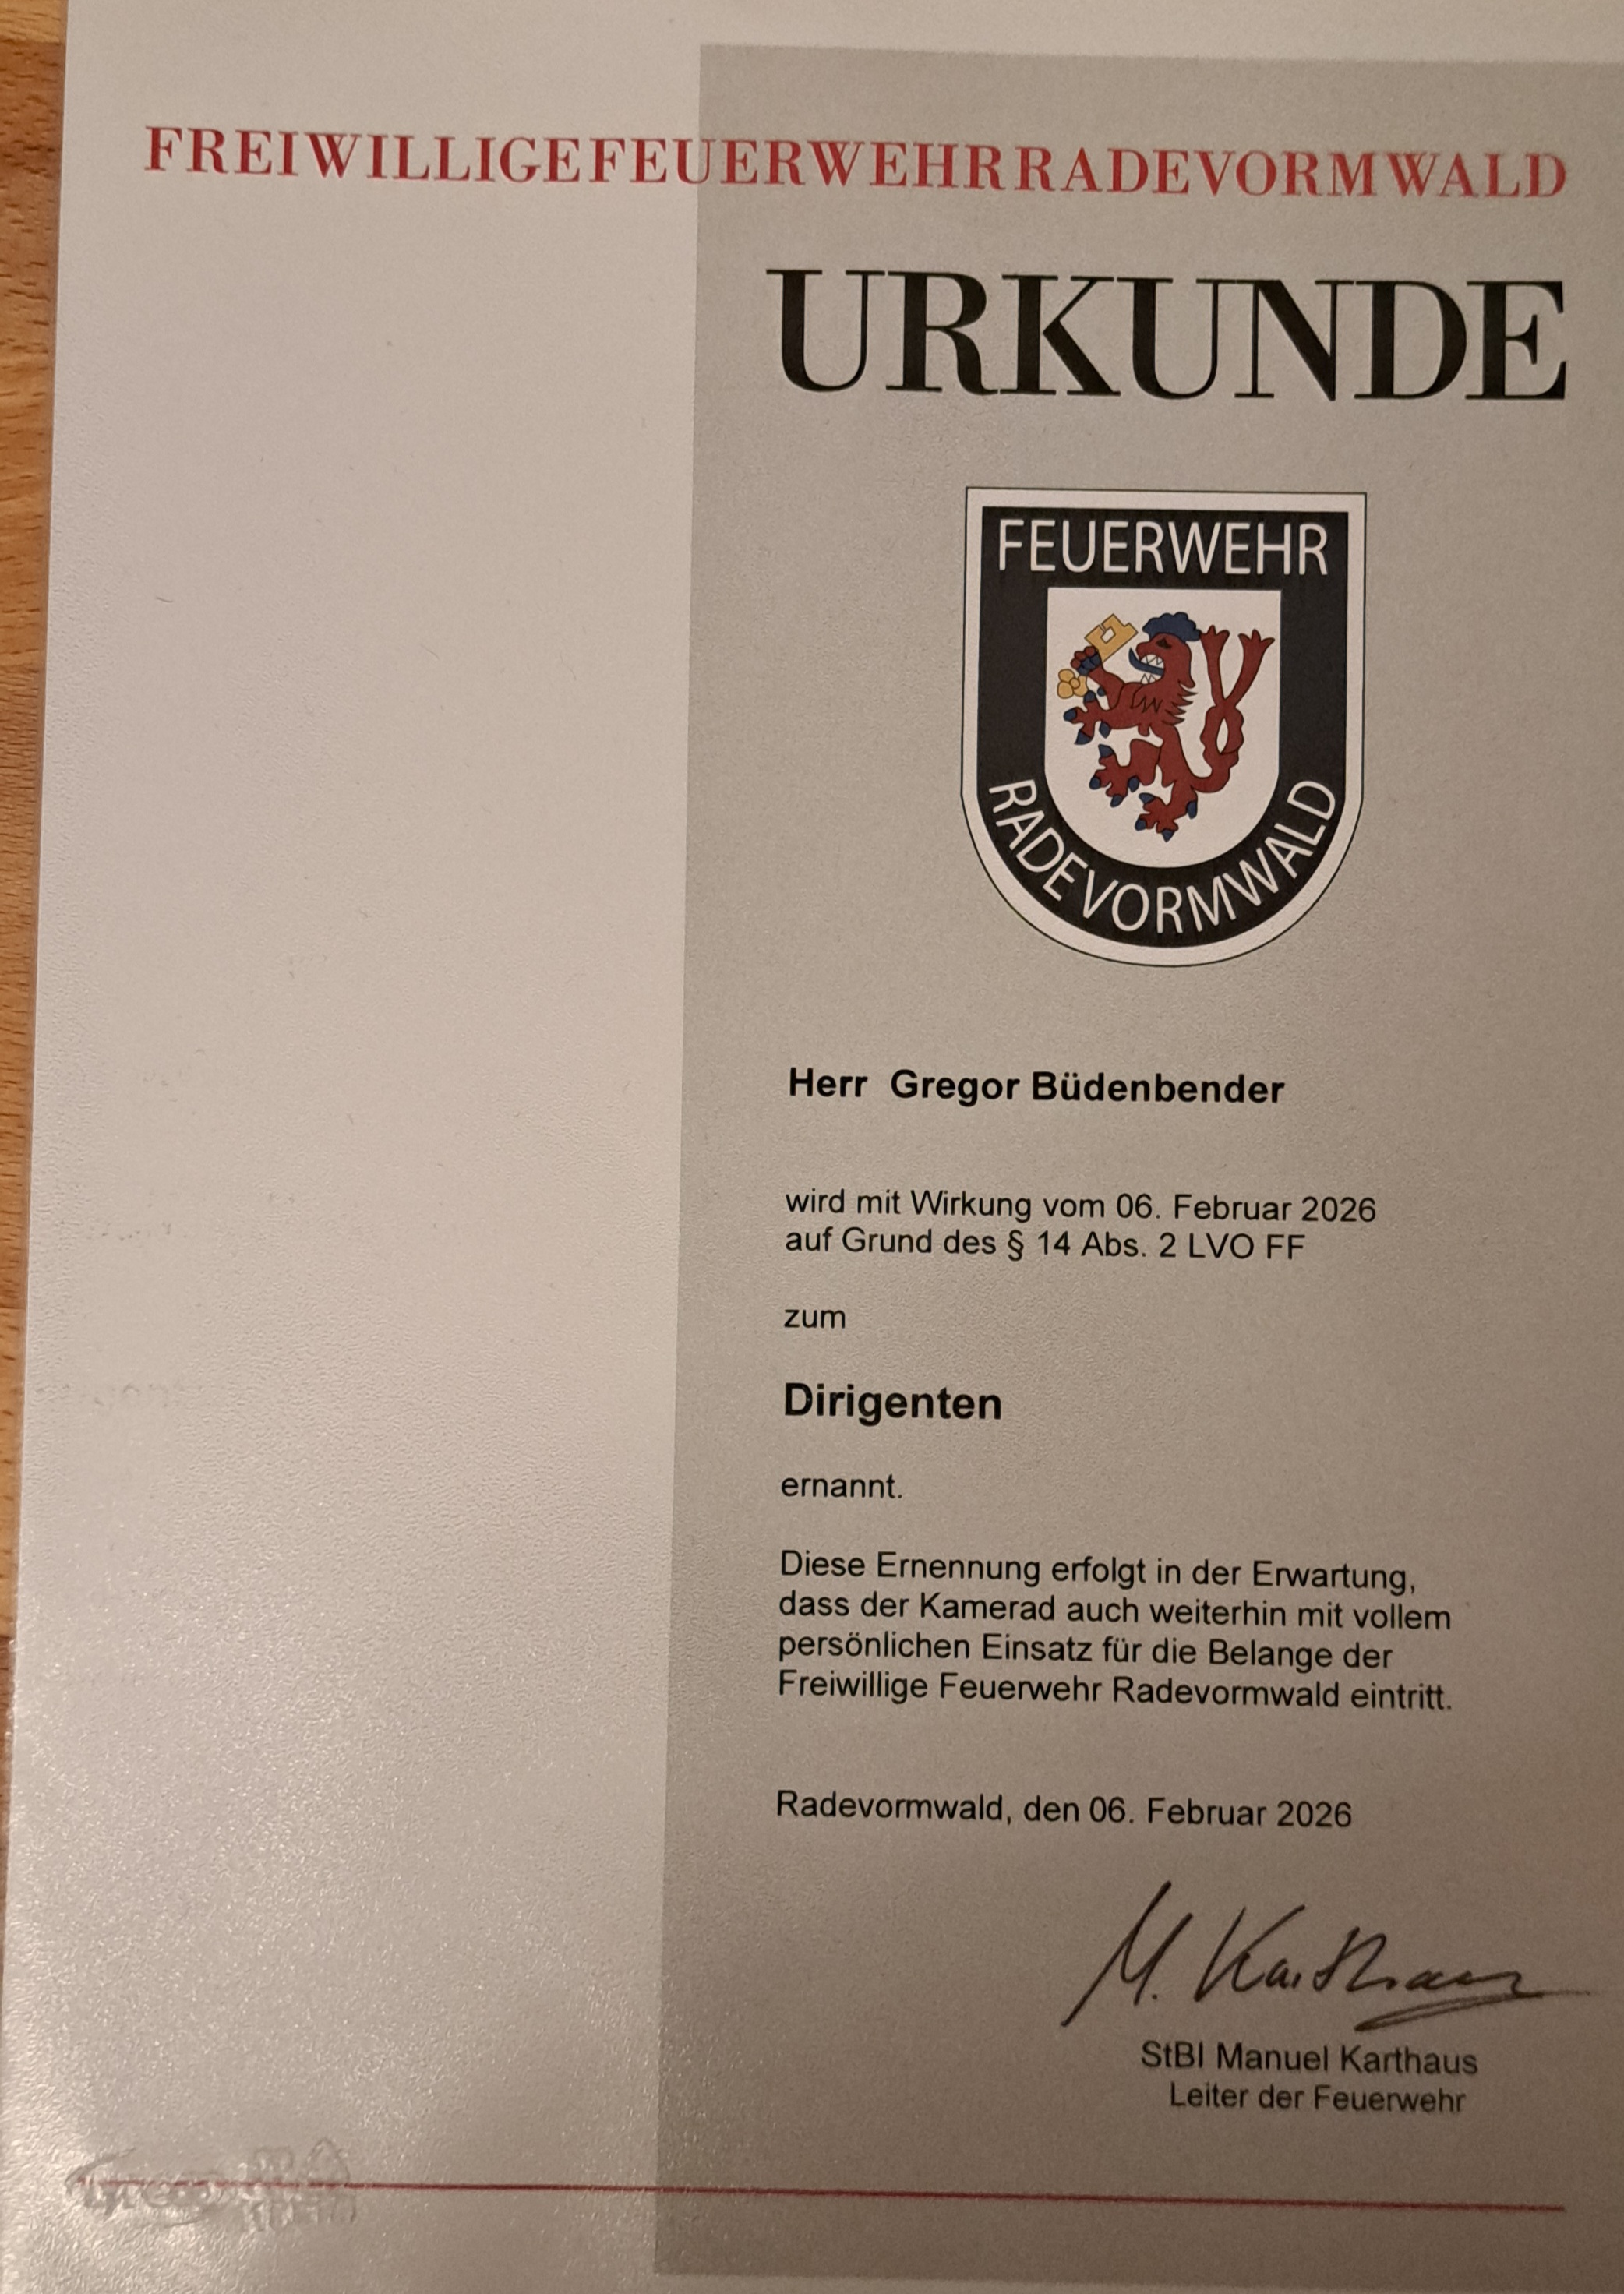 FREIWILLIGEFEUERWEHRRADEVORMWALD
URKUNDE
FEUERWEHR
RADEVORMWALD
Herr Gregor Büdenbender
wird mit Wirkung vom 06. Februar 2026
auf Grund des § 14 Abs. 2 LVO FF
zum
Dirigenten
ernannt.
Diese Ernennung erfolgt in der Erwartung,
dass der Kamerad auch weiterhin mit vollem
persönlichen Einsatz für die Belange der
Freiwillige Feuerwehr Radevormwald eintritt.
Radevormwald, den 06. Februar 2026
M. Karthaus
StBI Manuel Karthaus
Leiter der Feuerwehr
Lyreco